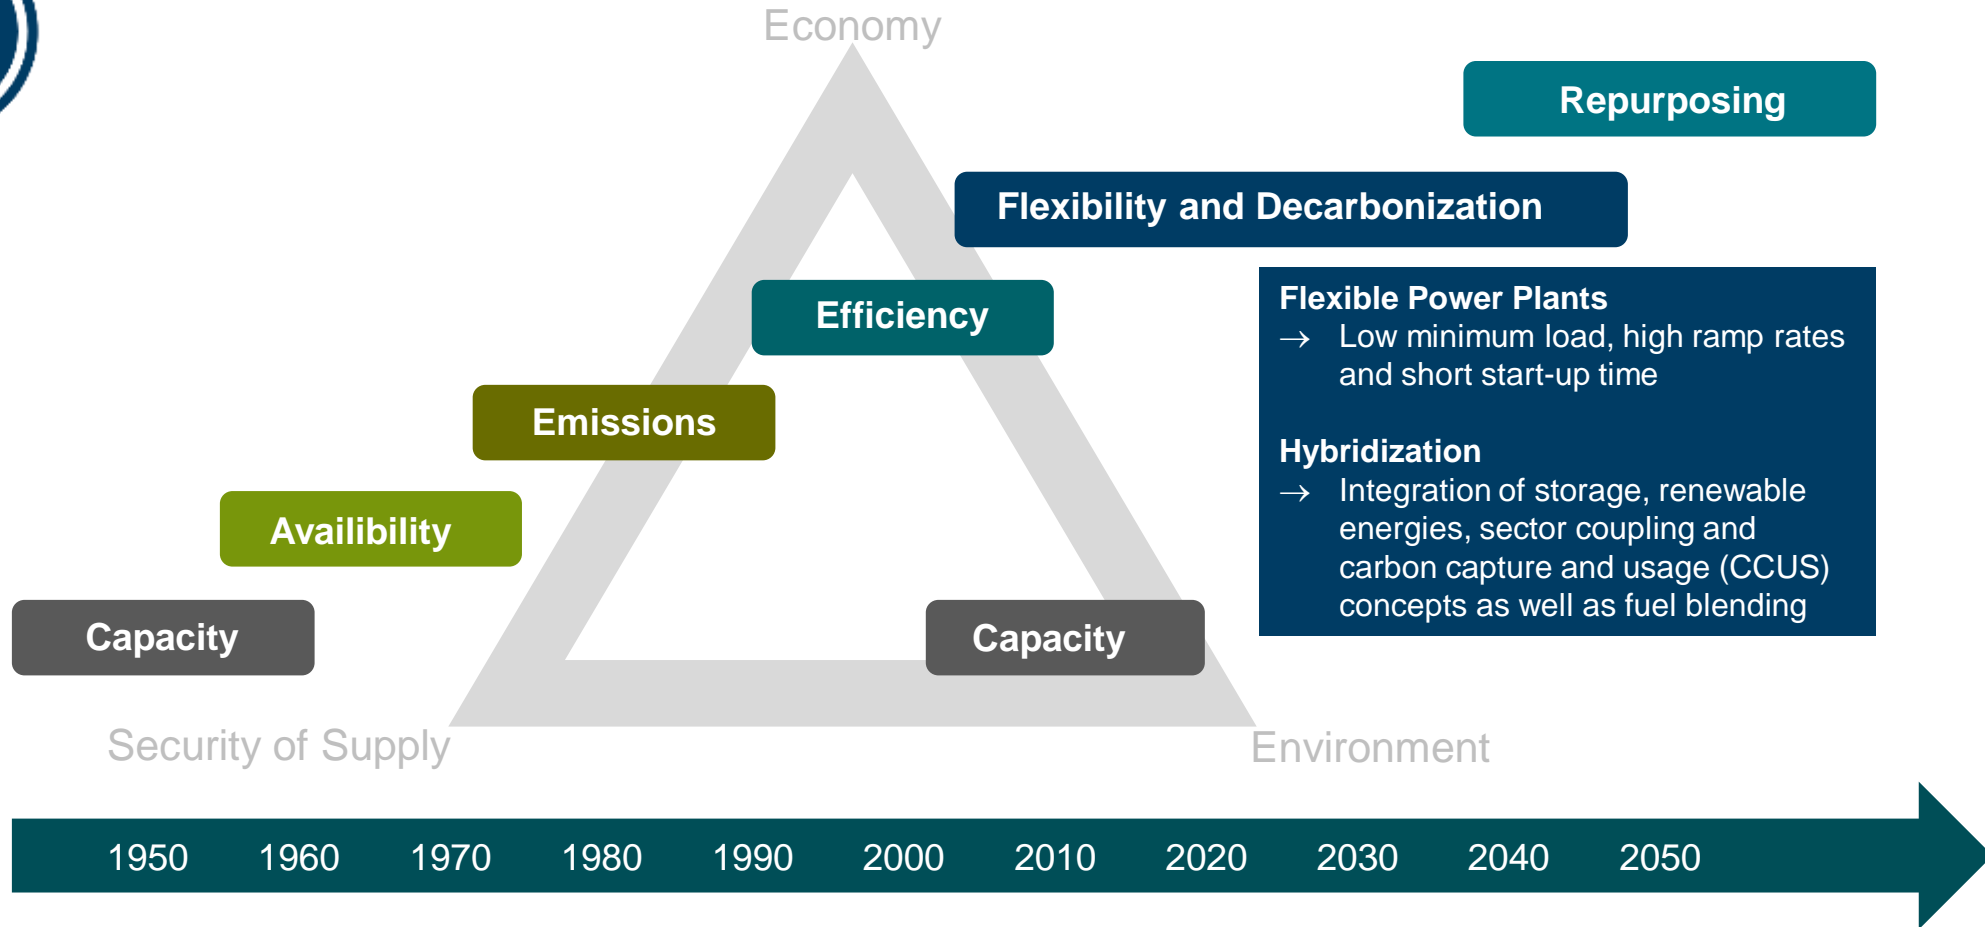 Economy
Repurposing
Flexibility and Decarbonization
Efficiency
Flexible Power Plants
→ Low minimum load, high ramp rates
and short start-up time
Emissions
Hybridization
→ Integration of storage, renewable
energies, sector coupling and
carbon capture and usage (CCUS)
concepts as well as fuel blending
Availibility
Capacity
Capacity
Security of Supply
Environment
1950 1960 1970 1980 1990 2000 2010 2020 2030 2040 2050